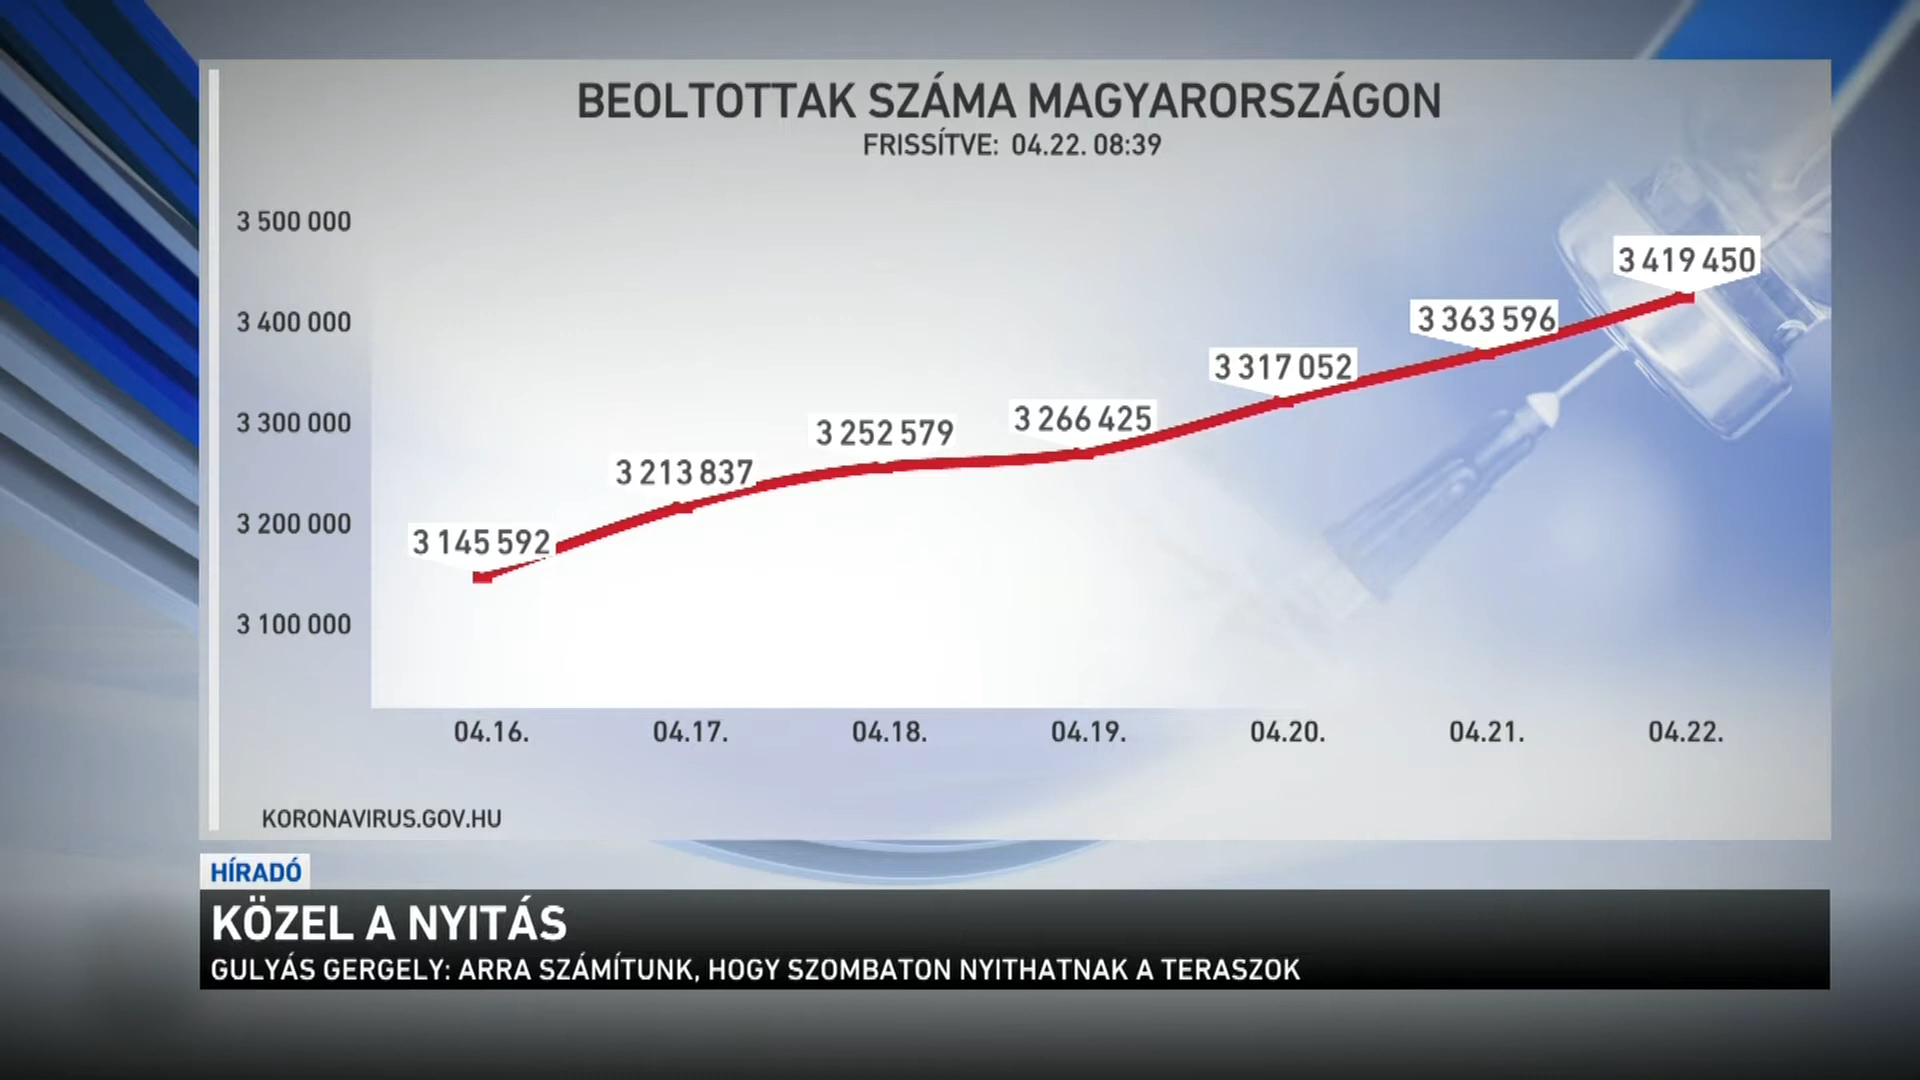 BEOLTOTTAK SZÁMA MAGYARORSZÁGON
FRISSÍTVE: 04.22. 08:39
3 500 000
3 400 000
3 300 000
3 200 000
3 100 000
3 145 592
3 213 837
3 252 579
3 266 425
3 317 052
3 363 596
3 419 450
04.16. 04.17. 04.18. 04.19. 04.20. 04.21. 04.22.
KORONAVIRUS.GOV.HU
HÍRADÓ
KÖZEL A NYITÁS
GULYÁS GERGELY: ARRA SZÁMÍTUNK, HOGY SZOMBATON NYITHATNAK A TERASZOK